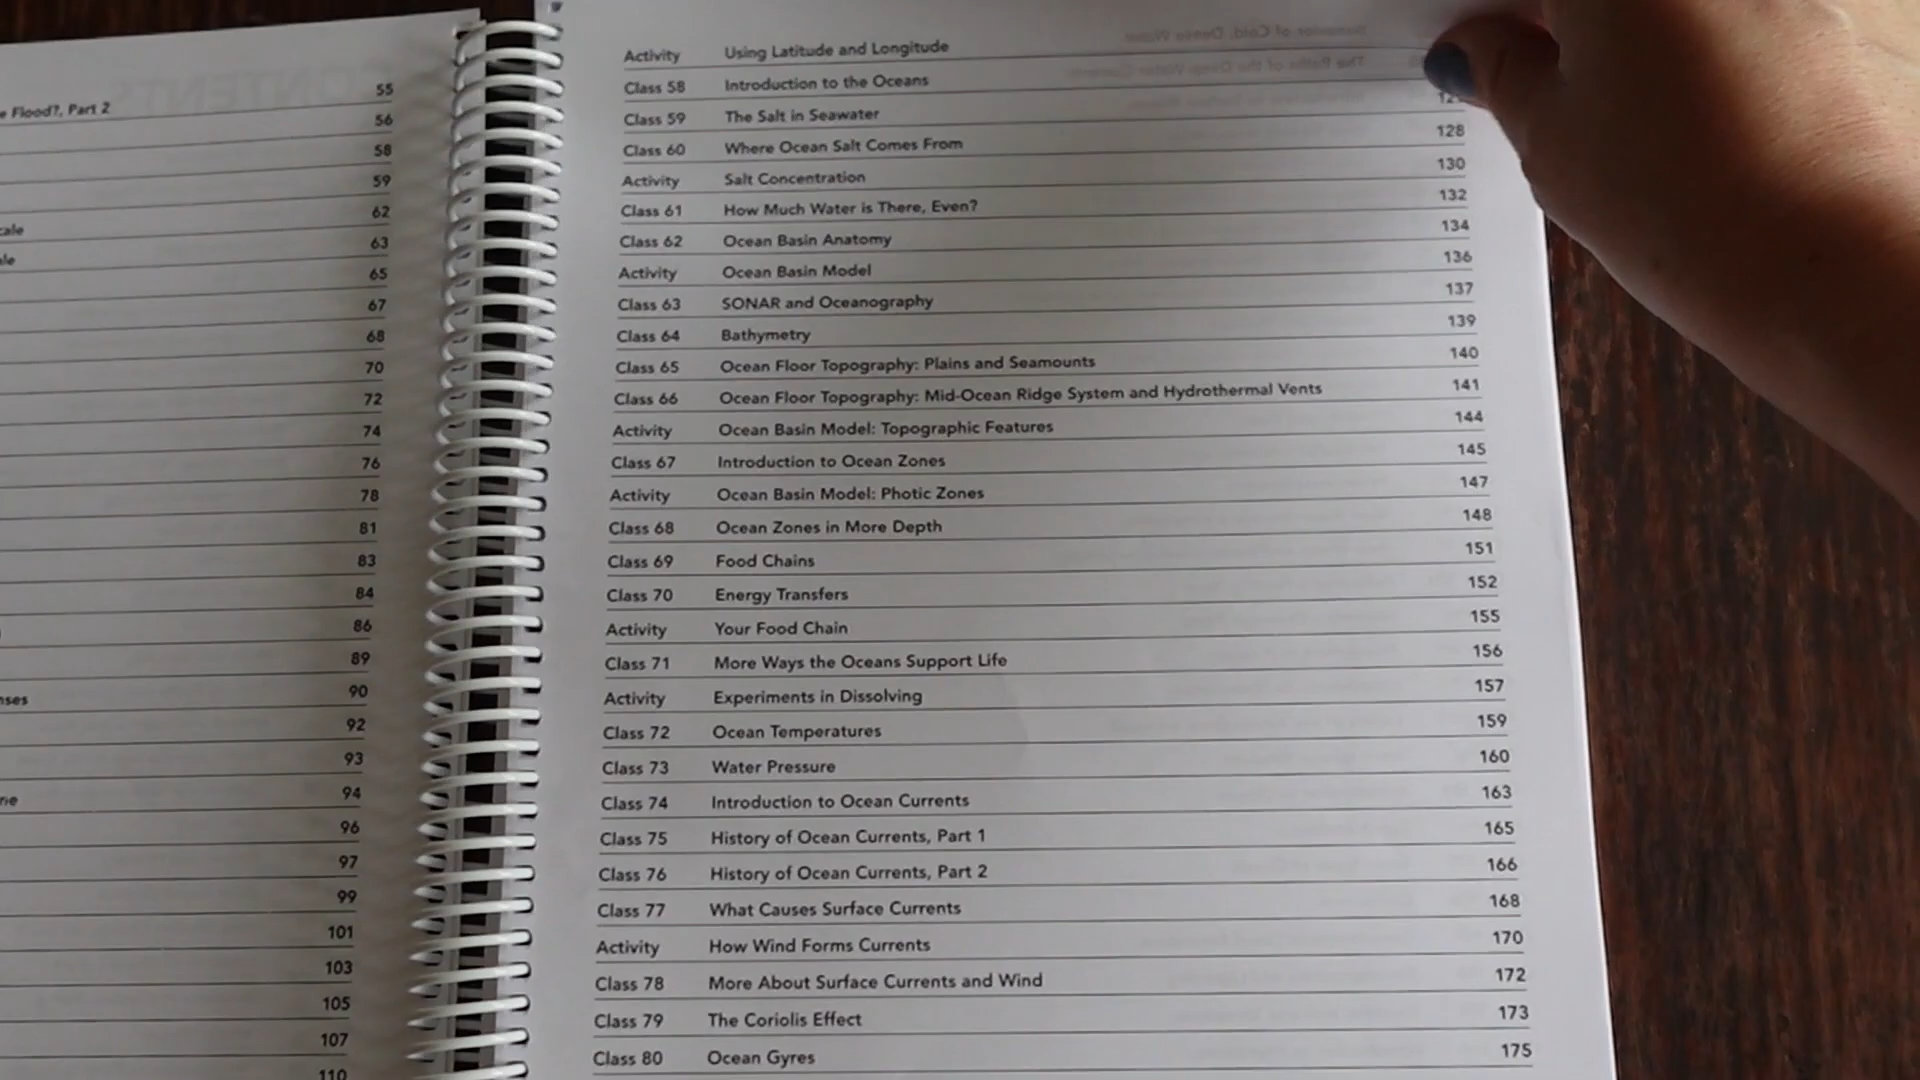 e Flood?, Part 2 55
56
58
59
cale 62
ale 63
65
67
68
70
72
74
76
78
81
83
84
86
89
nses 90
92
93
94
96
97
99
101
103
105
107
110
Activity Using Latitude and Longitude
Class 58 Introduction to the Oceans
Class 59 The Salt in Seawater
Class 60 Where Ocean Salt Comes From 128
Activity Salt Concentration 130
Class 61 How Much Water is There, Even? 132
Class 62 Ocean Basin Anatomy 134
Activity Ocean Basin Model 136
Class 63 SONAR and Oceanography 137
Class 64 Bathymetry 139
Class 65 Ocean Floor Topography: Plains and Seamounts 140
Class 66 Ocean Floor Topography: Mid-Ocean Ridge System and Hydrothermal Vents 141
Activity Ocean Basin Model: Topographic Features 144
Class 67 Introduction to Ocean Zones 145
Activity Ocean Basin Model: Photic Zones 147
Class 68 Ocean Zones in More Depth 148
Class 69 Food Chains 151
Class 70 Energy Transfers 152
Activity Your Food Chain 155
Class 71 More Ways the Oceans Support Life 156
Activity Experiments in Dissolving 157
Class 72 Ocean Temperatures 159
Class 73 Water Pressure 160
Class 74 Introduction to Ocean Currents 163
Class 75 History of Ocean Currents, Part 1 165
Class 76 History of Ocean Currents, Part 2 166
Class 77 What Causes Surface Currents 168
Activity How Wind Forms Currents 170
Class 78 More About Surface Currents and Wind 172
Class 79 The Coriolis Effect 173
Class 80 Ocean Gyres 175